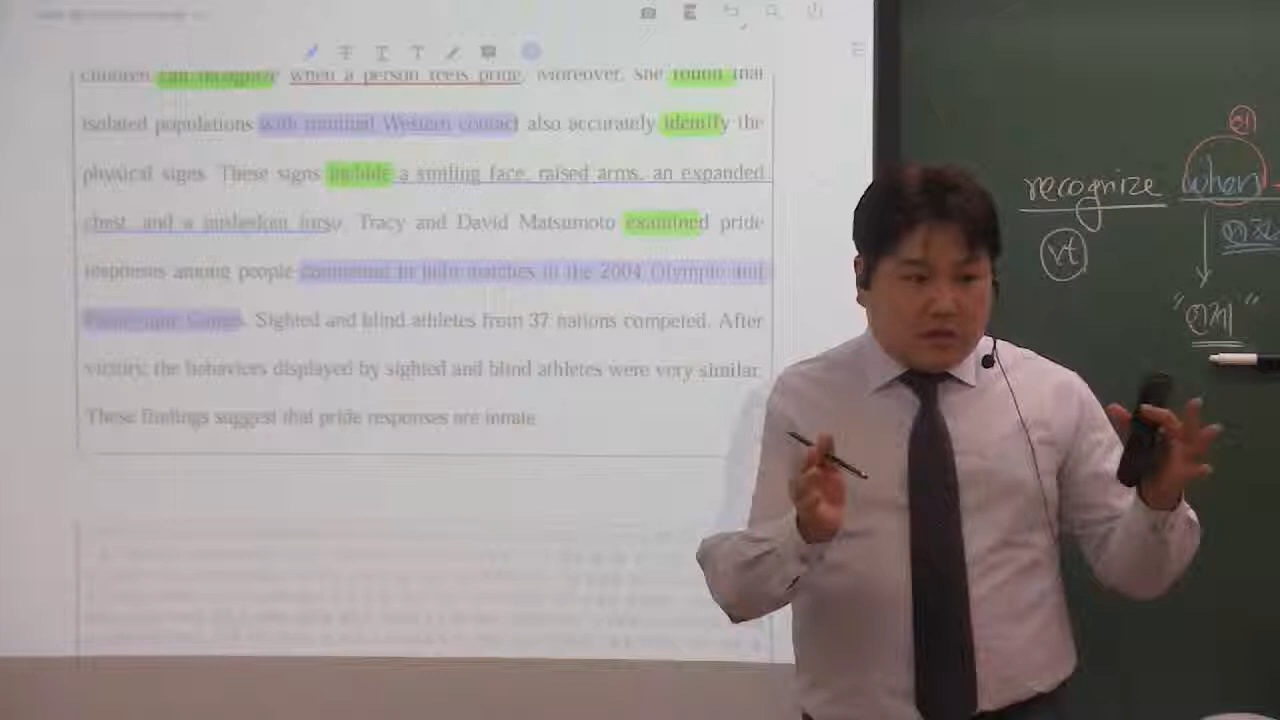 children can recognize when a person feels pride. Moreover, she found that
isolated populations with minimal Western contact also accurately identify the
physical signs. These signs include a smiling face, raised arms, an expanded
chest, and a pushed-out torso. Tracy and David Matsumoto examined pride
responses among people competing in judo matches in the 2004 Olympic and
Paralympic Games. Sighted and blind athletes from 37 nations competed. After
victory, the behaviors displayed by sighted and blind athletes were very similar.
These findings suggest that pride responses are innate.
recognize when
vt
"언제"